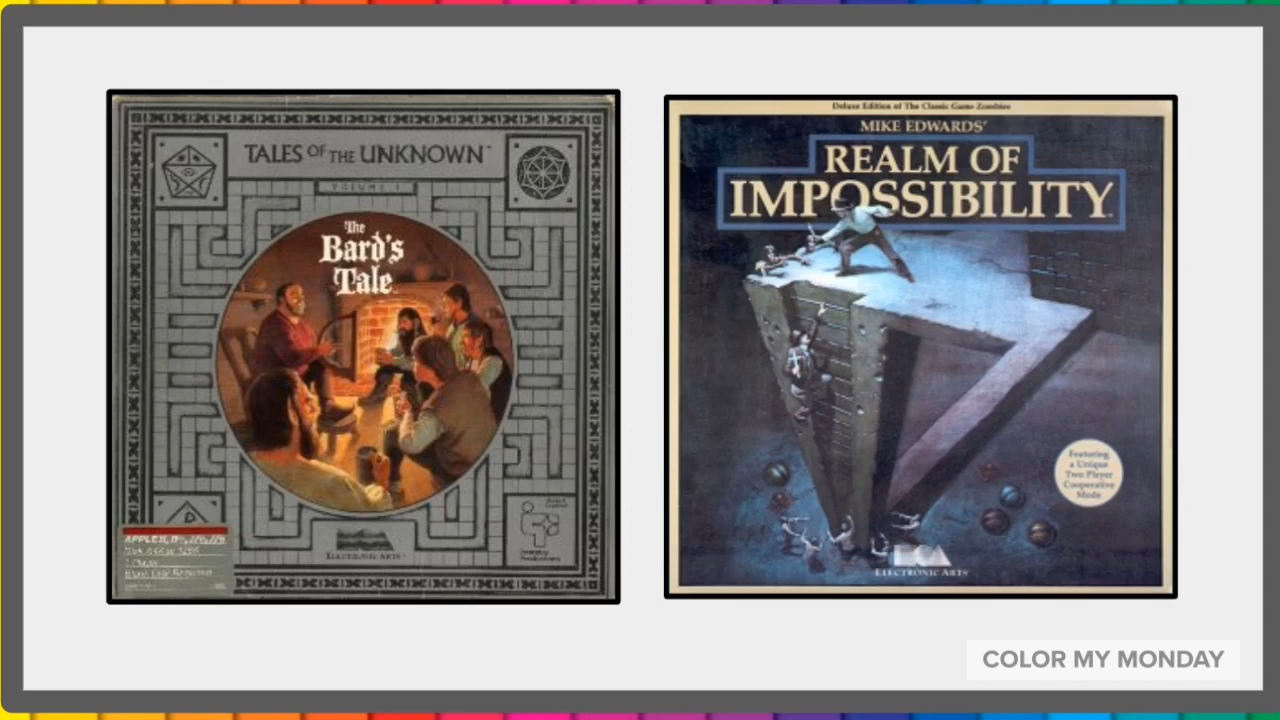 TALES OF THE UNKNOWN™
VOLUME I
The
Bard's
Tale
ELECTRONIC ARTS
Deluxe Edition of The Classic Game Zombies
MIKE EDWARDS'
REALM OF
IMPOSSIBILITY
Featuring
a Unique
Two Player
Cooperative
Mode
ELECTRONIC ARTS
COLOR MY MONDAY